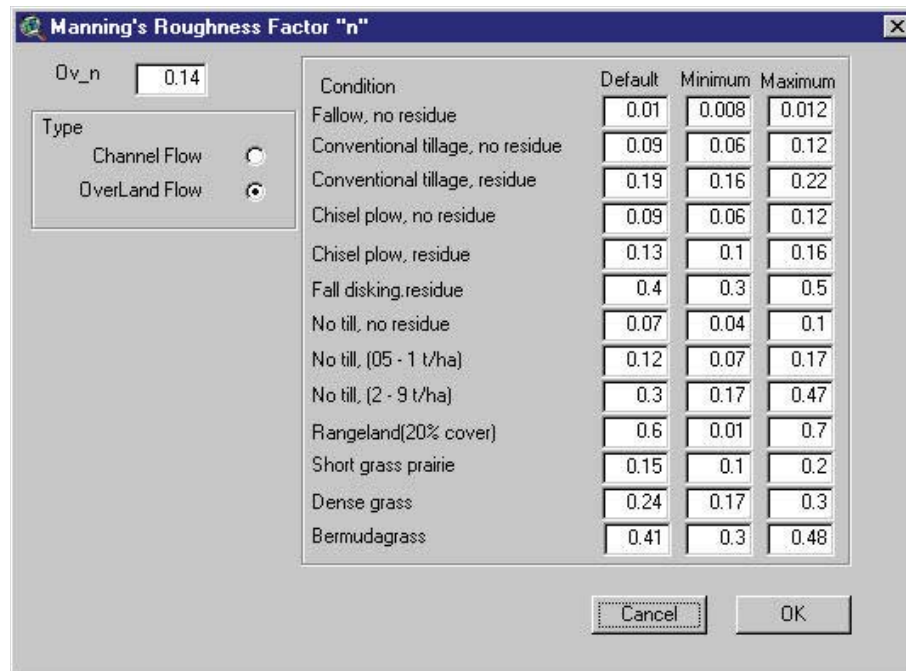 Manning's Roughness Factor "n"
Ov_n 0.14
Type
Channel Flow
OverLand Flow
Condition Default Minimum Maximum
Fallow, no residue 0.01 0.008 0.012
Conventional tillage, no residue 0.09 0.06 0.12
Conventional tillage, residue 0.19 0.16 0.22
Chisel plow, no residue 0.09 0.06 0.12
Chisel plow, residue 0.13 0.1 0.16
Fall disking.residue 0.4 0.3 0.5
No till, no residue 0.07 0.04 0.1
No till, (05 - 1 t/ha) 0.12 0.07 0.17
No till, (2 - 9 t/ha) 0.3 0.17 0.47
Rangeland(20% cover) 0.6 0.01 0.7
Short grass prairie 0.15 0.1 0.2
Dense grass 0.24 0.17 0.3
Bermudagrass 0.41 0.3 0.48
Cancel OK